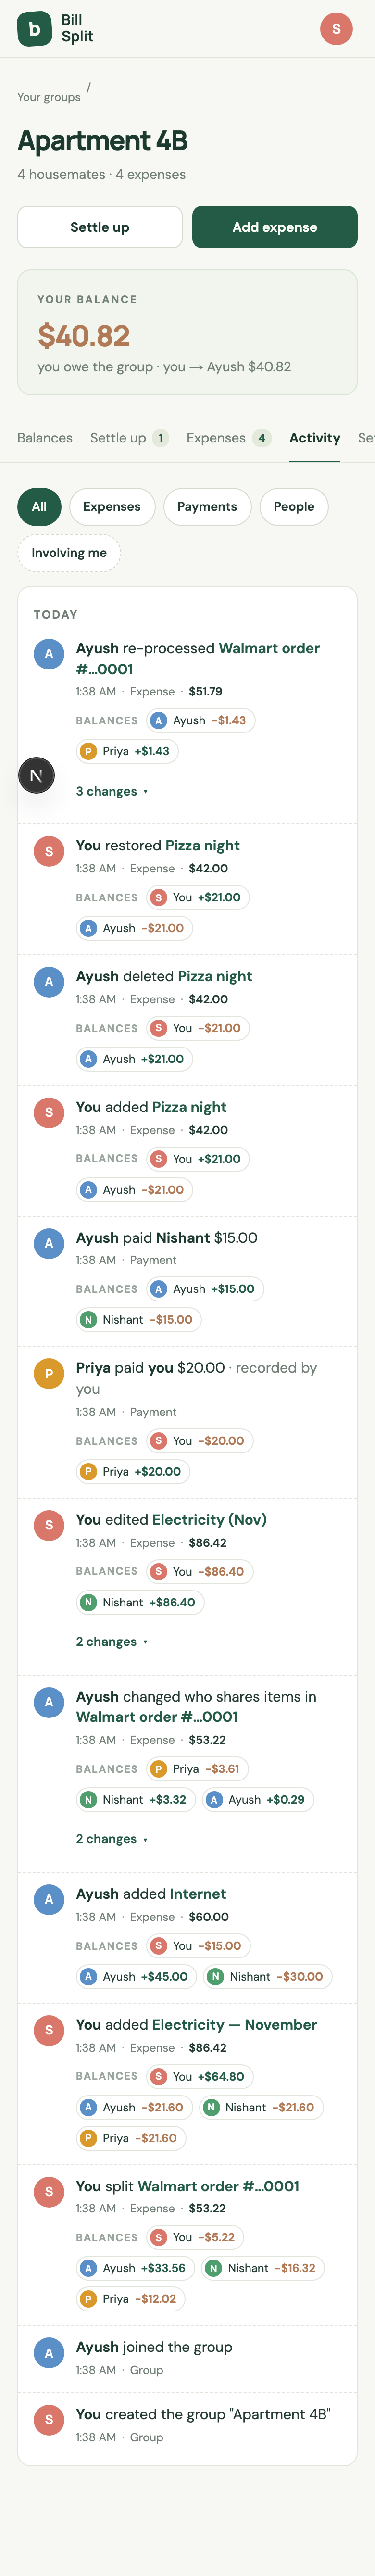 b
Bill
Split
S
Your groups /
Apartment 4B
4 housemates · 4 expenses
Settle up
Add expense
YOUR BALANCE
$40.82
you owe the group · you → Ayush $40.82
Balances
Settle up 1
Expenses 4
Activity
Se
All
Expenses
Payments
People
Involving me
TODAY
A
Ayush re-processed Walmart order
#…0001
1:38 AM · Expense · $51.79
BALANCES A Ayush −$1.43
P Priya +$1.43
N
3 changes ▾
S
You restored Pizza night
1:38 AM · Expense · $42.00
BALANCES S You +$21.00
A Ayush −$21.00
A
Ayush deleted Pizza night
1:38 AM · Expense · $42.00
BALANCES S You −$21.00
A Ayush +$21.00
S
You added Pizza night
1:38 AM · Expense · $42.00
BALANCES S You +$21.00
A Ayush −$21.00
A
Ayush paid Nishant $15.00
1:38 AM · Payment
BALANCES A Ayush +$15.00
N Nishant −$15.00
P
Priya paid you $20.00 · recorded by
you
1:38 AM · Payment
BALANCES S You −$20.00
P Priya +$20.00
S
You edited Electricity (Nov)
1:38 AM · Expense · $86.42
BALANCES S You −$86.40
N Nishant +$86.40
2 changes ▾
A
Ayush changed who shares items in
Walmart order #…0001
1:38 AM · Expense · $53.22
BALANCES P Priya −$3.61
N Nishant +$3.32 A Ayush +$0.29
2 changes ▾
A
Ayush added Internet
1:38 AM · Expense · $60.00
BALANCES S You −$15.00
A Ayush +$45.00 N Nishant −$30.00
S
You added Electricity — November
1:38 AM · Expense · $86.42
BALANCES S You +$64.80
A Ayush −$21.60 N Nishant −$21.60
P Priya −$21.60
S
You split Walmart order #…0001
1:38 AM · Expense · $53.22
BALANCES S You −$5.22
A Ayush +$33.56 N Nishant −$16.32
P Priya −$12.02
A
Ayush joined the group
1:38 AM · Group
S
You created the group "Apartment 4B"
1:38 AM · Group